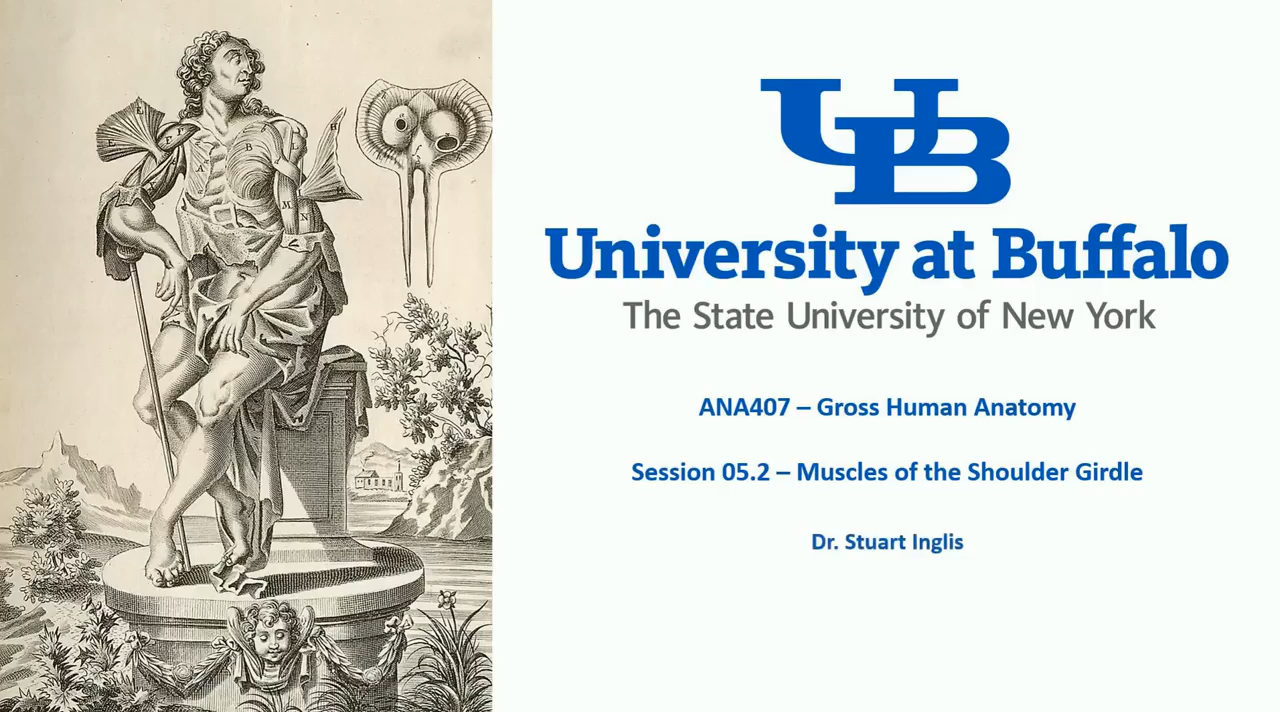 UB
University at Buffalo
The State University of New York
ANA407 – Gross Human Anatomy
Session 05.2 – Muscles of the Shoulder Girdle
Dr. Stuart Inglis